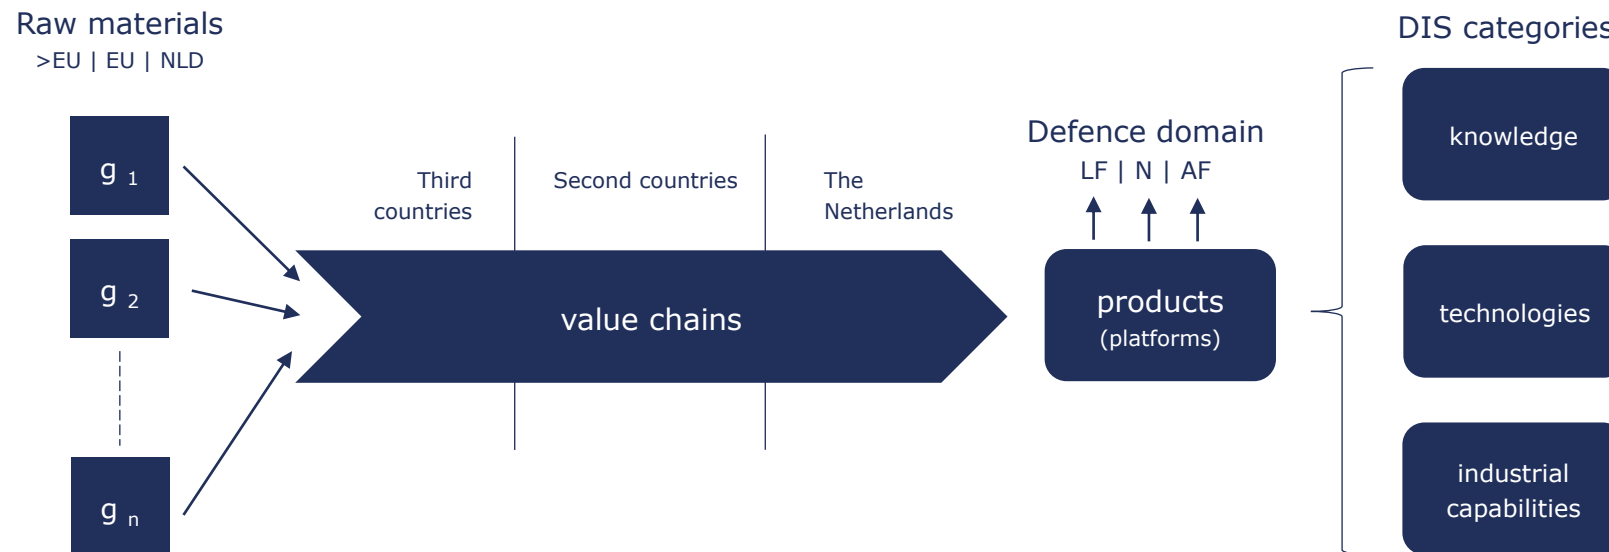 Raw materials
>EU | EU | NLD
g 1
g 2
g n
Third
countries
Second countries
The
Netherlands
value chains
Defence domain
LF | N | AF
products
(platforms)
DIS categories
knowledge
technologies
industrial
capabilities